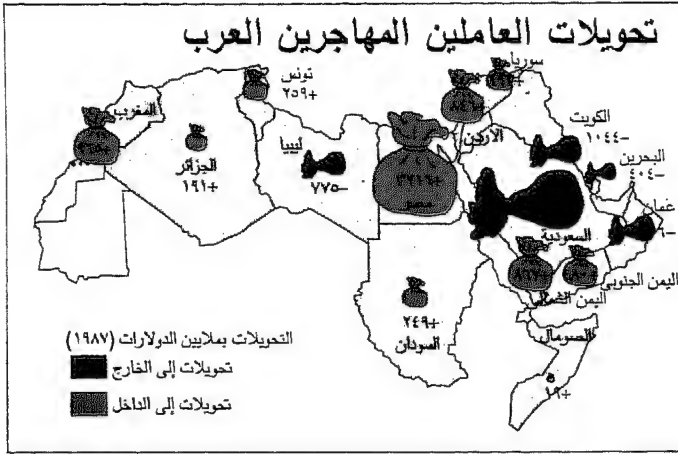 تحويلات العاملين المهاجرين العرب
سوريا
تونس
+٢٥٩
المغرب
الكويت
−١٠٤٤
الأردن
ليبيا
−٧٧٥
الجزائر
+١٩١
البحرين
−٤٠٤
+٣٦١٦
مصر
عمان
السعودية
اليمن الجنوبي
اليمن الشمالي
+٢٤٩
السودان
الصومال
التحويلات بملايين الدولارات (١٩٨٧)
تحويلات إلى الخارج
تحويلات إلى الداخل